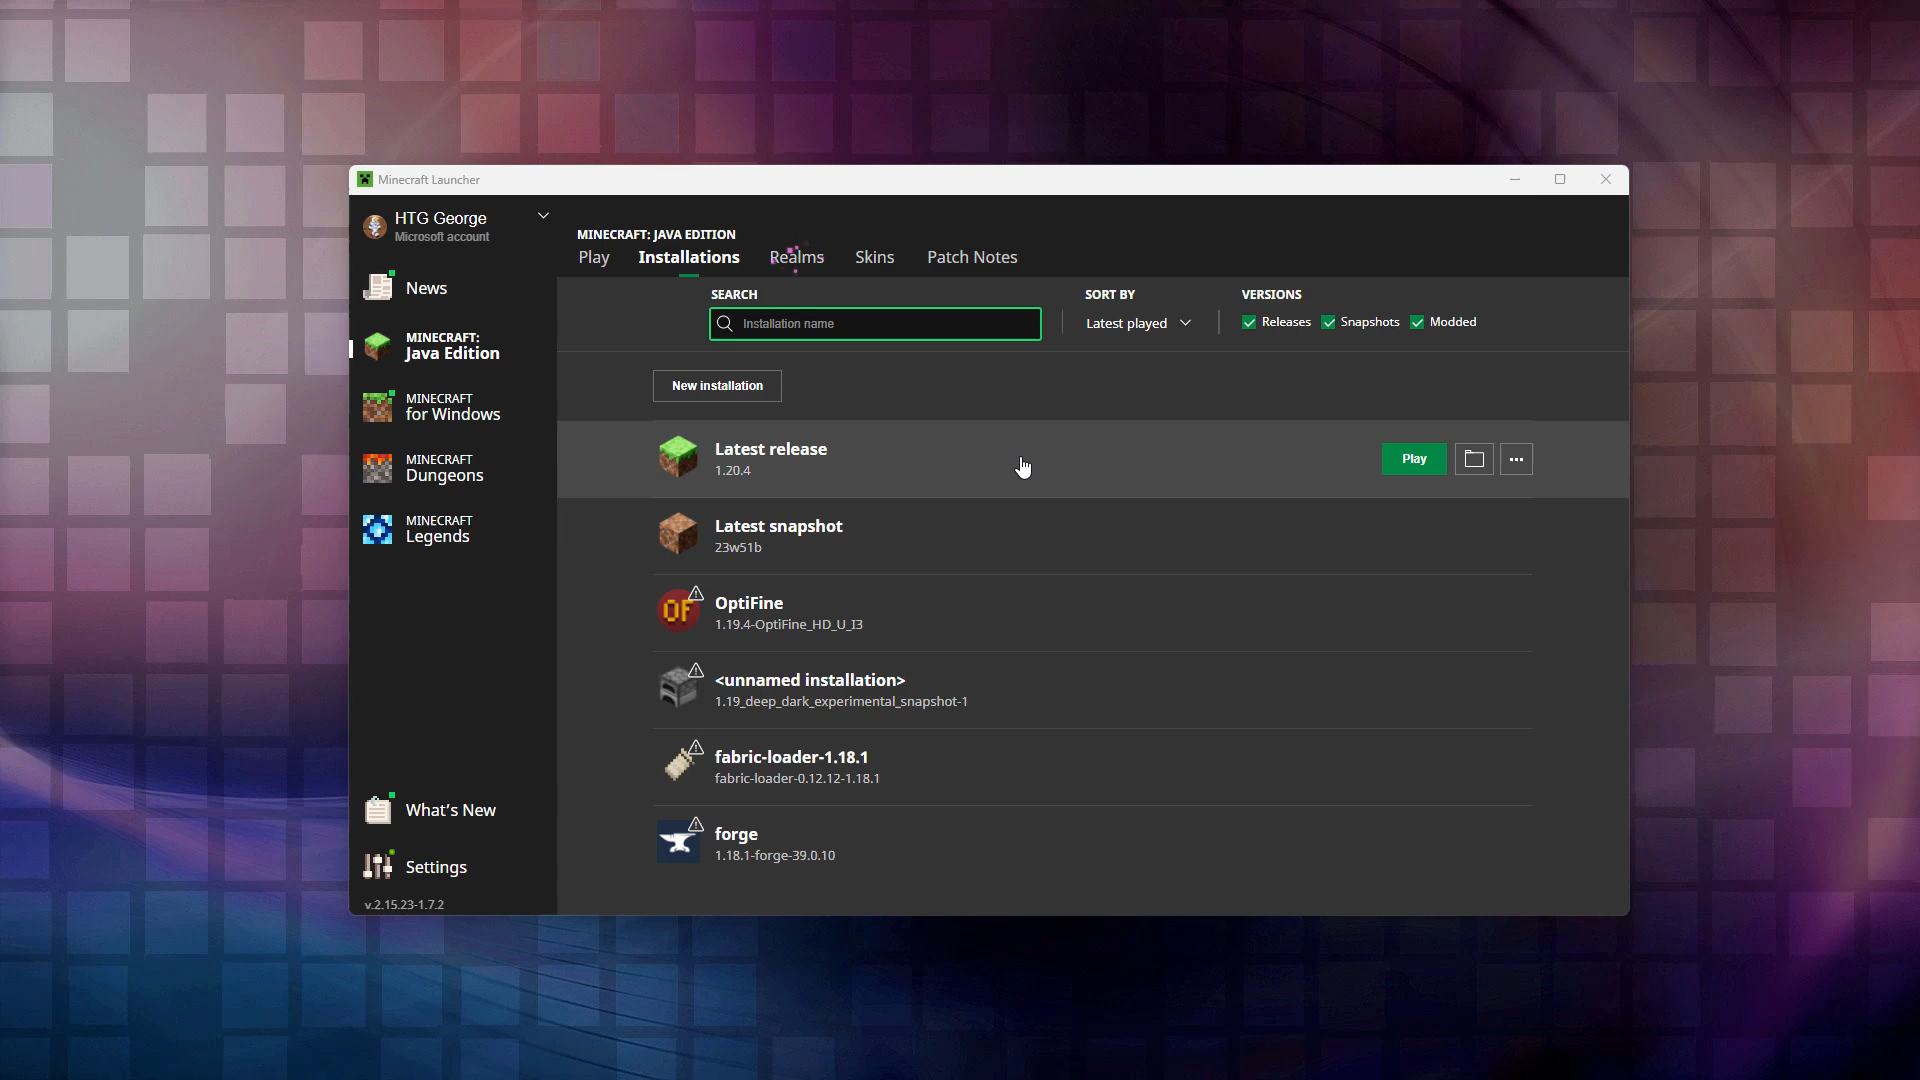 Minecraft Launcher
HTG George
Microsoft account
News
MINECRAFT:
Java Edition
MINECRAFT
for Windows
MINECRAFT
Dungeons
MINECRAFT
Legends
What's New
Settings
v.2.15.23-1.7.2
MINECRAFT: JAVA EDITION
Play Installations Realms Skins Patch Notes
SEARCH SORT BY VERSIONS
Installation name Latest played Releases Snapshots Modded
New installation
Latest release
1.20.4
Play
Latest snapshot
23w51b
OF
OptiFine
1.19.4-OptiFine_HD_U_I3
<unnamed installation>
1.19_deep_dark_experimental_snapshot-1
fabric-loader-1.18.1
fabric-loader-0.12.12-1.18.1
forge
1.18.1-forge-39.0.10